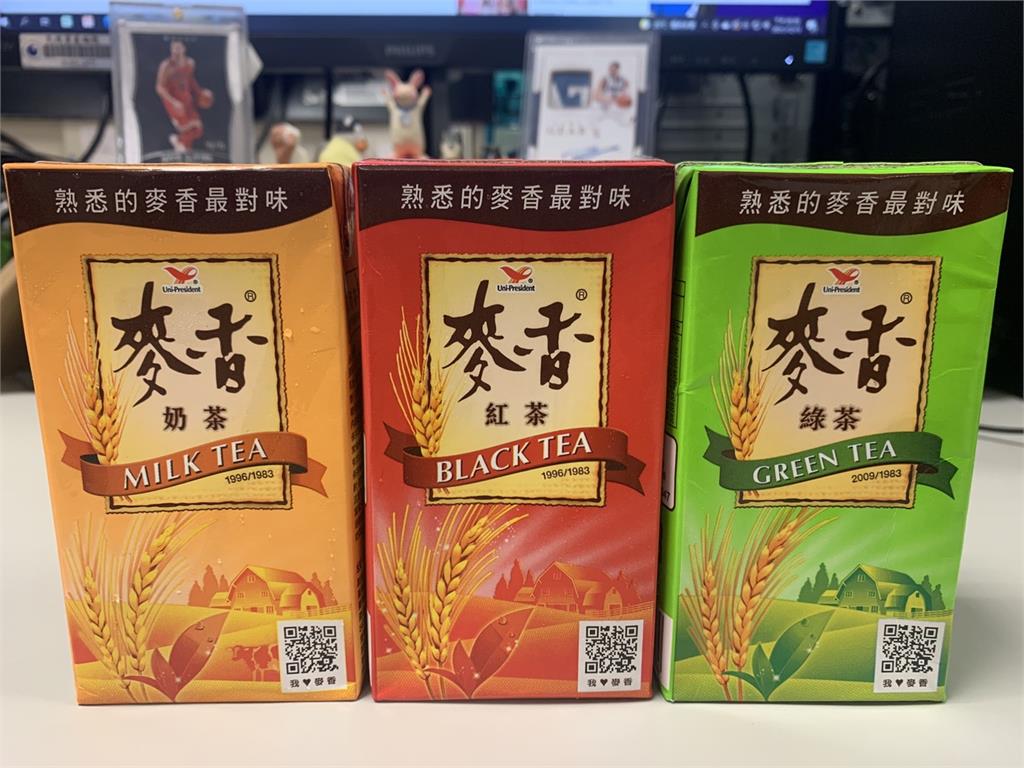 PHILIPS
熟悉的麥香最對味
Uni-President
麥香®
奶茶
MILK TEA
1996/1983
我♥麥香
熟悉的麥香最對味
Uni-President
麥香®
紅茶
BLACK TEA
1996/1983
我♥麥香
熟悉的麥香最對味
Uni-President
麥香®
綠茶
GREEN TEA
2009/1983
我♥麥香